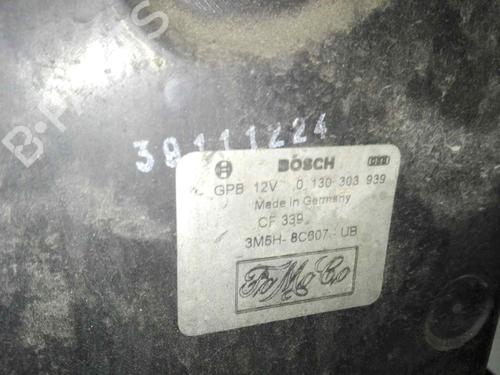 B-PARTS
39111224
BOSCH
GPB 12V 0 130 303 939
Made in Germany
CF 339
3M5H-8C607-UB
FoMoCo